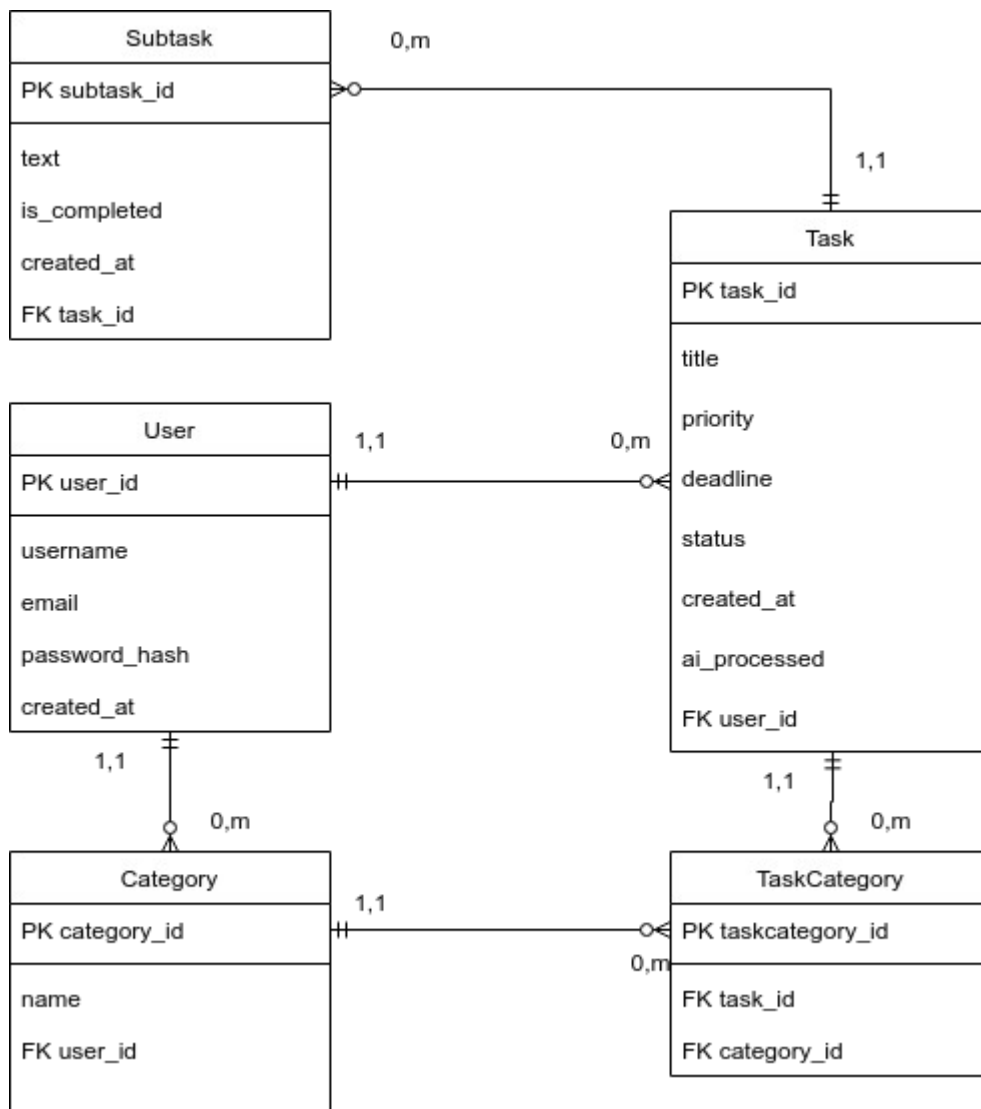 Subtask
PK subtask_id
text
is_completed
created_at
FK task_id
0,m
1,1
Task
PK task_id
title
priority
deadline
status
created_at
ai_processed
FK user_id
User
PK user_id
username
email
password_hash
created_at
1,1
0,m
1,1
0,m
1,1
0,m
Category
PK category_id
name
FK user_id
1,1
0,m
TaskCategory
PK taskcategory_id
FK task_id
FK category_id